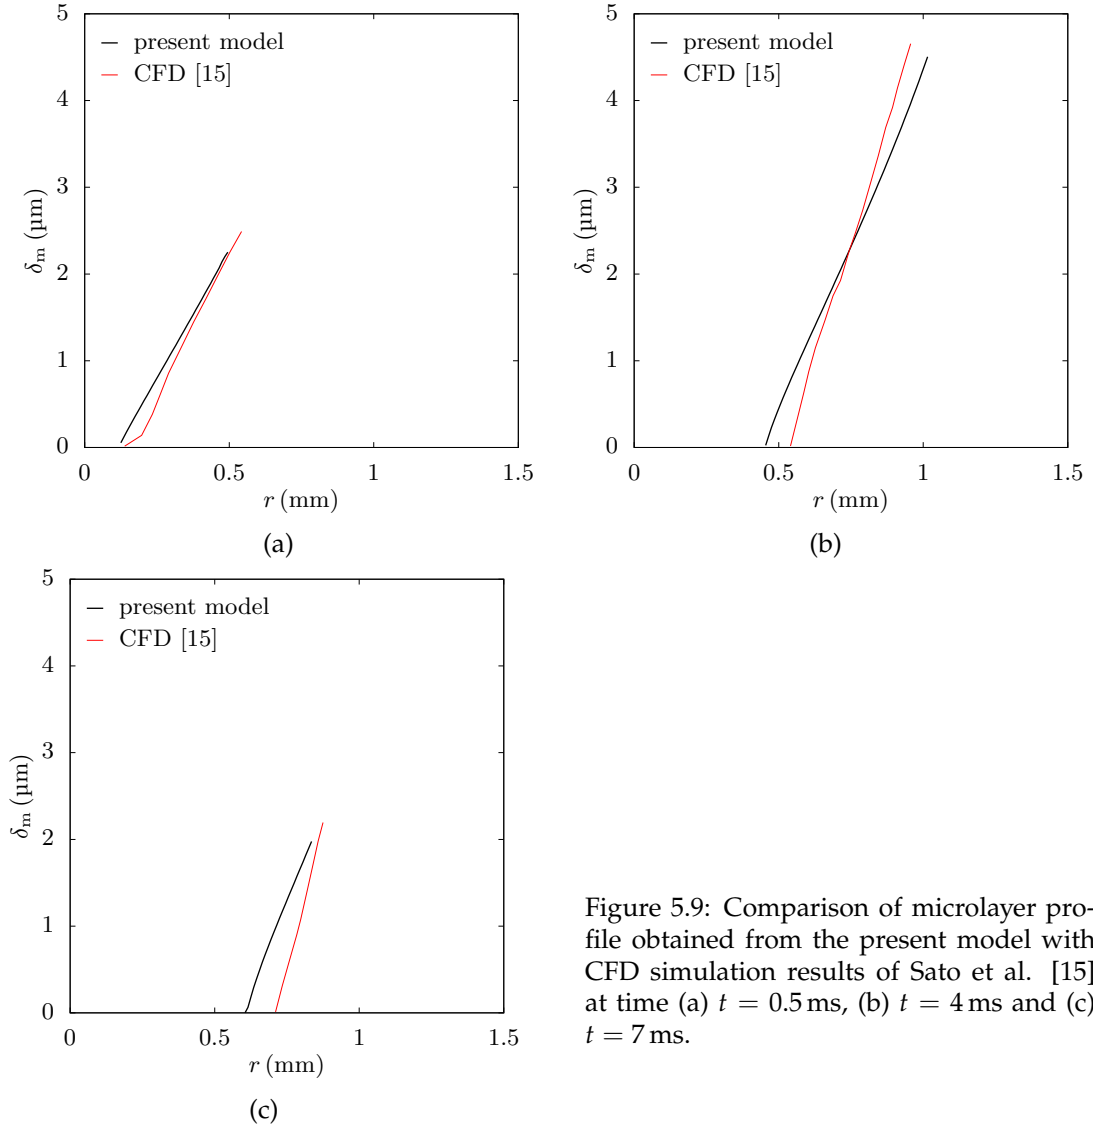 5
4
3
2
1
0
δm (µm)
present model
CFD [15]
0 0.5 1 1.5
r (mm)
(a)
5
4
3
2
1
0
δm (µm)
present model
CFD [15]
0 0.5 1 1.5
r (mm)
(b)
5
4
3
2
1
0
δm (µm)
present model
CFD [15]
0 0.5 1 1.5
r (mm)
(c)
Figure 5.9: Comparison of microlayer pro-
file obtained from the present model with
CFD simulation results of Sato et al. [15]
at time (a) t = 0.5 ms, (b) t = 4 ms and (c)
t = 7 ms.